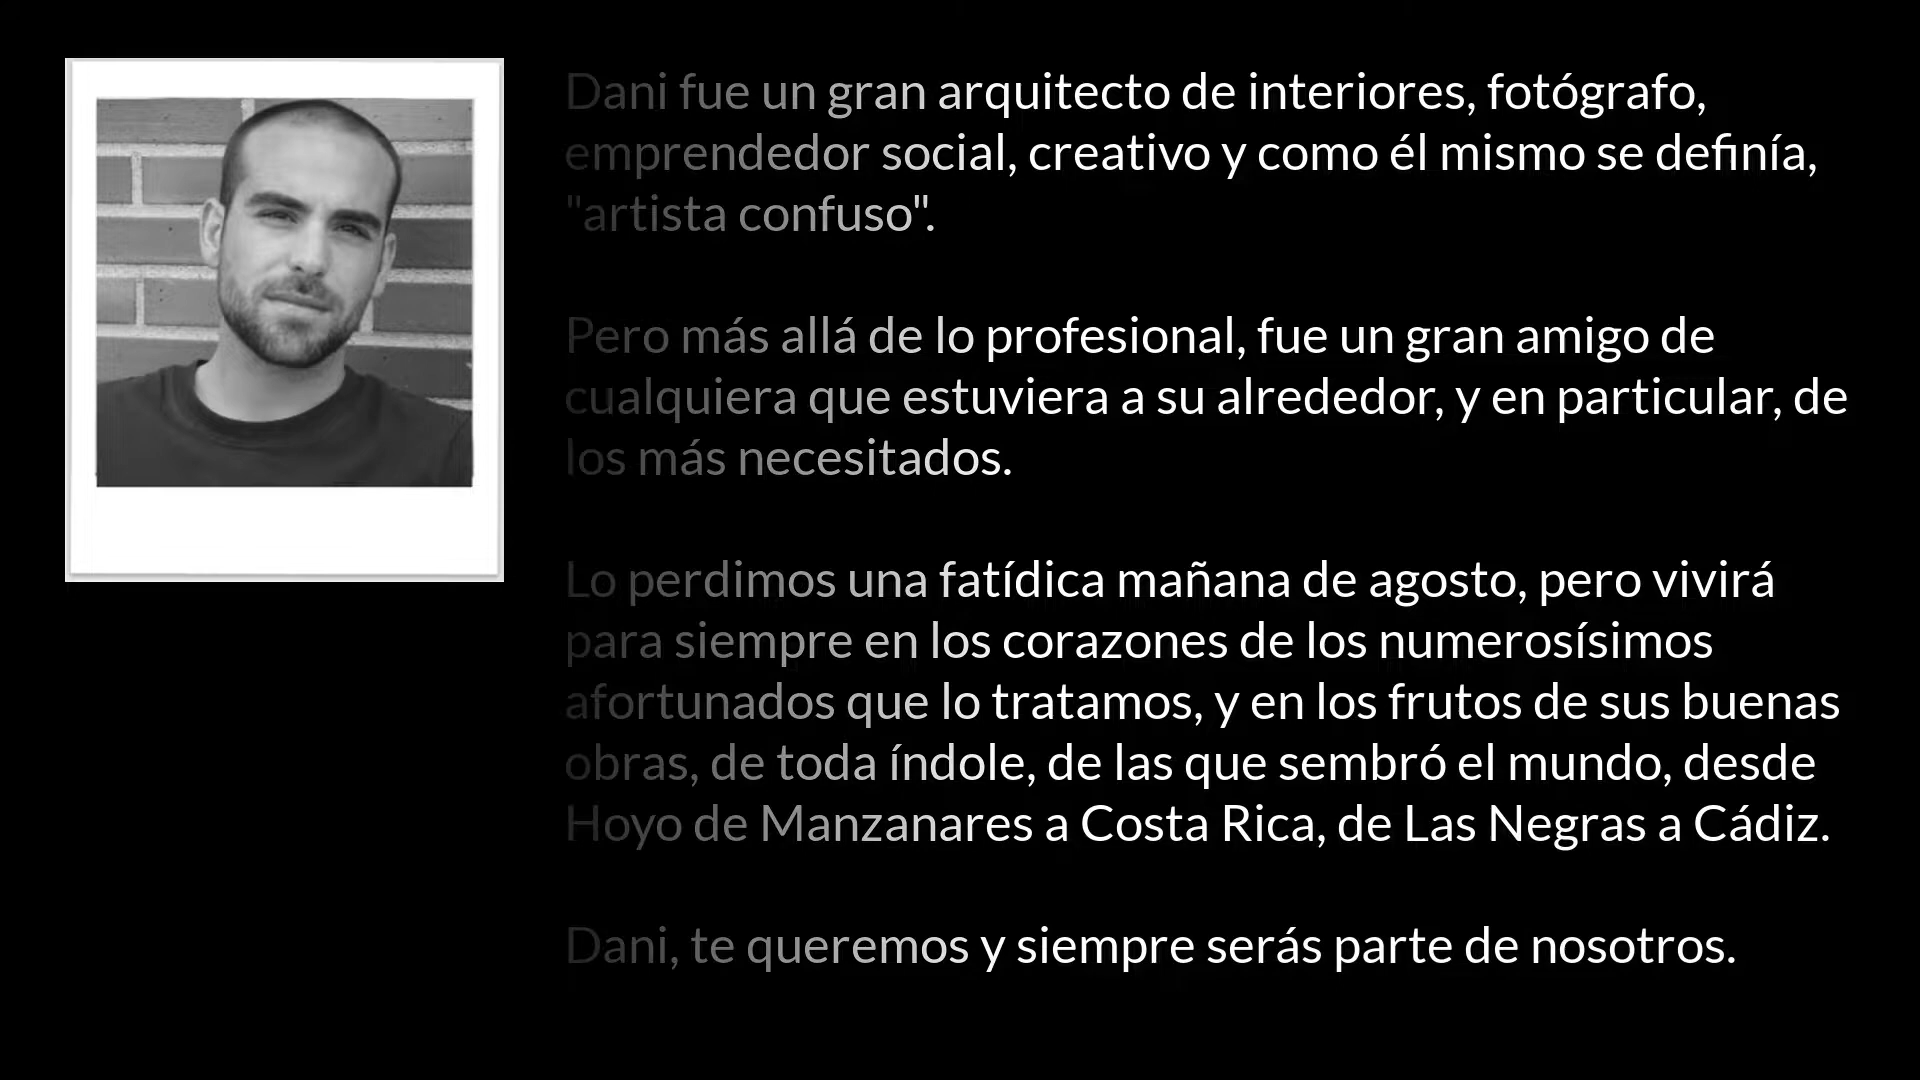 Dani fue un gran arquitecto de interiores, fotógrafo,
emprendedor social, creativo y como él mismo se definía,
"artista confuso".
Pero más allá de lo profesional, fue un gran amigo de
cualquiera que estuviera a su alrededor, y en particular, de
los más necesitados.
Lo perdimos una fatídica mañana de agosto, pero vivirá
para siempre en los corazones de los numerosísimos
afortunados que lo tratamos, y en los frutos de sus buenas
obras, de toda índole, de las que sembró el mundo, desde
Hoyo de Manzanares a Costa Rica, de Las Negras a Cádiz.
Dani, te queremos y siempre serás parte de nosotros.